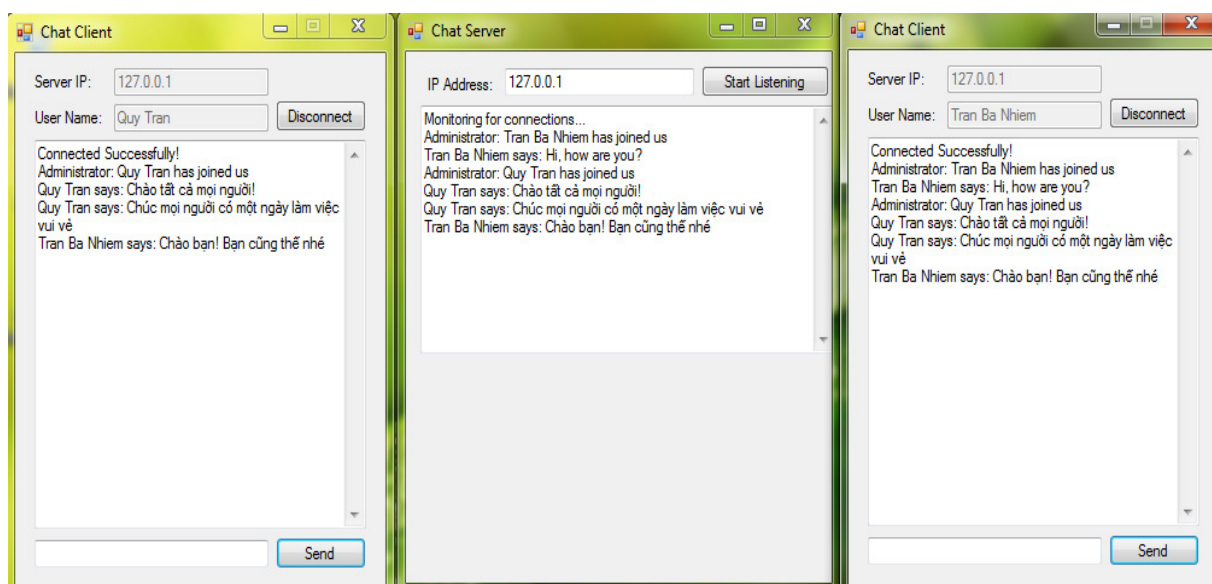 Chat Client
Server IP: 127.0.0.1
User Name: Quy Tran Disconnect
Connected Successfully!
Administrator: Quy Tran has joined us
Quy Tran says: Chào tất cả mọi người!
Quy Tran says: Chúc mọi người có một ngày làm việc
vui vẻ
Tran Ba Nhiem says: Chào bạn! Bạn cũng thế nhé
Send
Chat Server
IP Address: 127.0.0.1 Start Listening
Monitoring for connections...
Administrator: Tran Ba Nhiem has joined us
Tran Ba Nhiem says: Hi, how are you?
Administrator: Quy Tran has joined us
Quy Tran says: Chào tất cả mọi người!
Quy Tran says: Chúc mọi người có một ngày làm việc vui vẻ
Tran Ba Nhiem says: Chào bạn! Bạn cũng thế nhé
Chat Client
Server IP: 127.0.0.1
User Name: Tran Ba Nhiem Disconnect
Connected Successfully!
Administrator: Tran Ba Nhiem has joined us
Tran Ba Nhiem says: Hi, how are you?
Administrator: Quy Tran has joined us
Quy Tran says: Chào tất cả mọi người!
Quy Tran says: Chúc mọi người có một ngày làm việc
vui vẻ
Tran Ba Nhiem says: Chào bạn! Bạn cũng thế nhé
Send